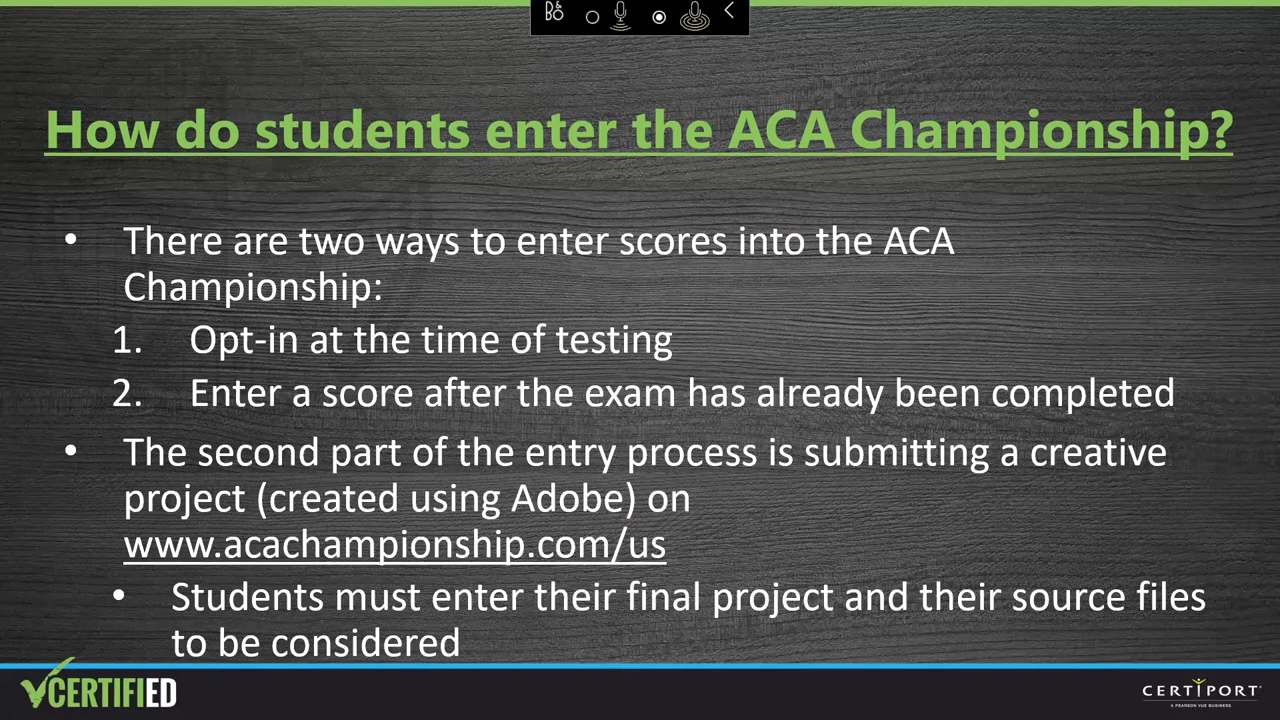 B&O
How do students enter the ACA Championship?
• There are two ways to enter scores into the ACA
Championship:
1. Opt-in at the time of testing
2. Enter a score after the exam has already been completed
• The second part of the entry process is submitting a creative
project (created using Adobe) on
www.acachampionship.com/us
• Students must enter their final project and their source files
to be considered
CERTIFIED
CERTIPORT
A PEARSON VUE BUSINESS